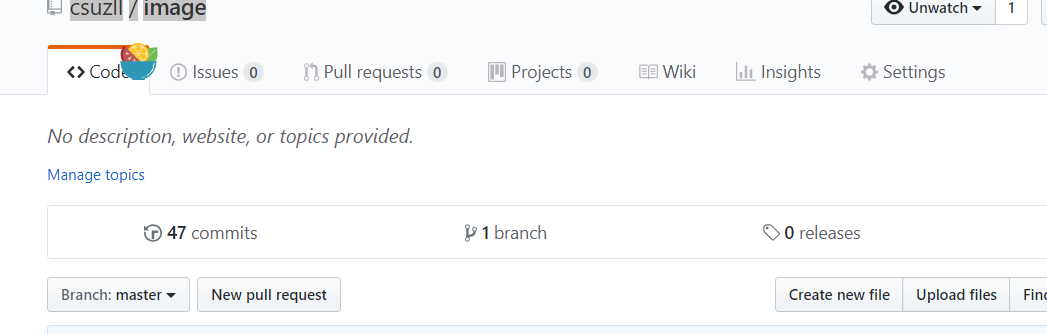 csuzll / image
Unwatch 1
Code Issues 0 Pull requests 0 Projects 0 Wiki Insights Settings
No description, website, or topics provided.
Manage topics
47 commits 1 branch 0 releases
Branch: master New pull request Create new file Upload files